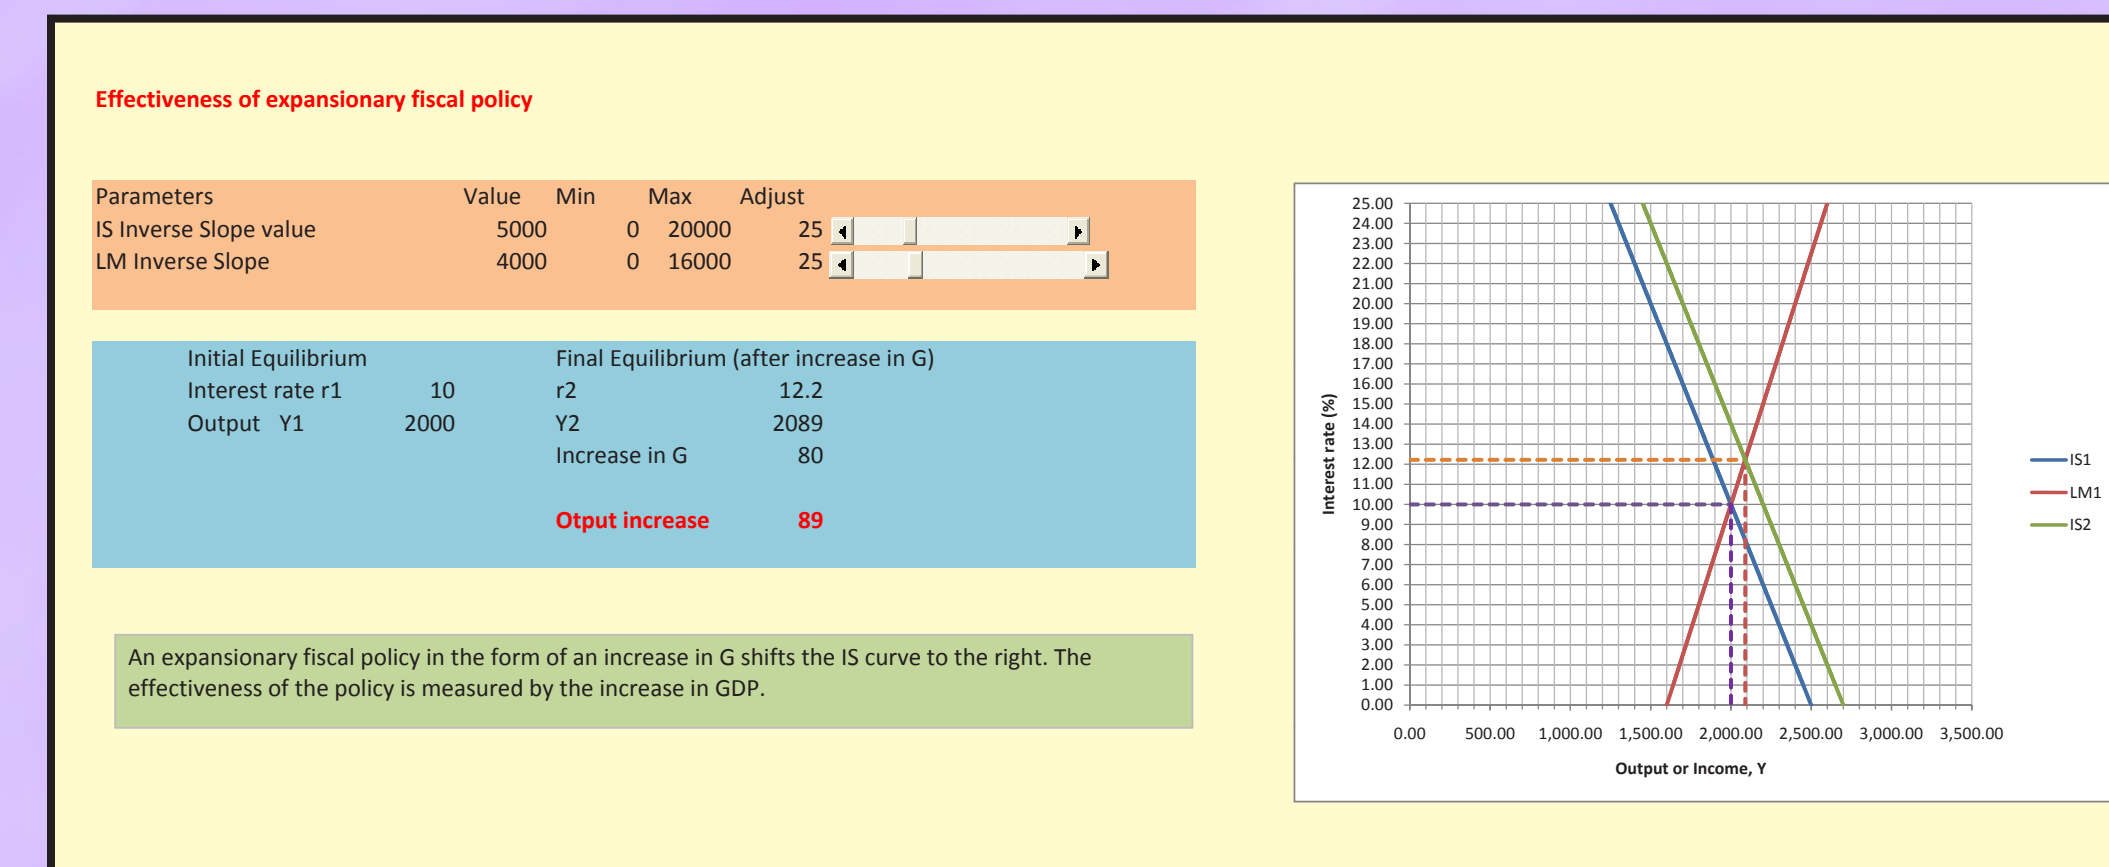 Effectiveness of expansionary fiscal policy
Parameters Value Min Max Adjust
IS Inverse Slope value 5000 0 20000 25
LM Inverse Slope 4000 0 16000 25
Initial Equilibrium Final Equilibrium (after increase in G)
Interest rate r1 10 r2 12.2
Output Y1 2000 Y2 2089
Increase in G 80
Otput increase 89
An expansionary fiscal policy in the form of an increase in G shifts the IS curve to the right. The
effectiveness of the policy is measured by the increase in GDP.
Interest rate (%)
25.00
24.00
23.00
22.00
21.00
20.00
19.00
18.00
17.00
16.00
15.00
14.00
13.00
12.00
11.00
10.00
9.00
8.00
7.00
6.00
5.00
4.00
3.00
2.00
1.00
0.00
0.00 500.00 1,000.00 1,500.00 2,000.00 2,500.00 3,000.00 3,500.00
Output or Income, Y
IS1
LM1
IS2